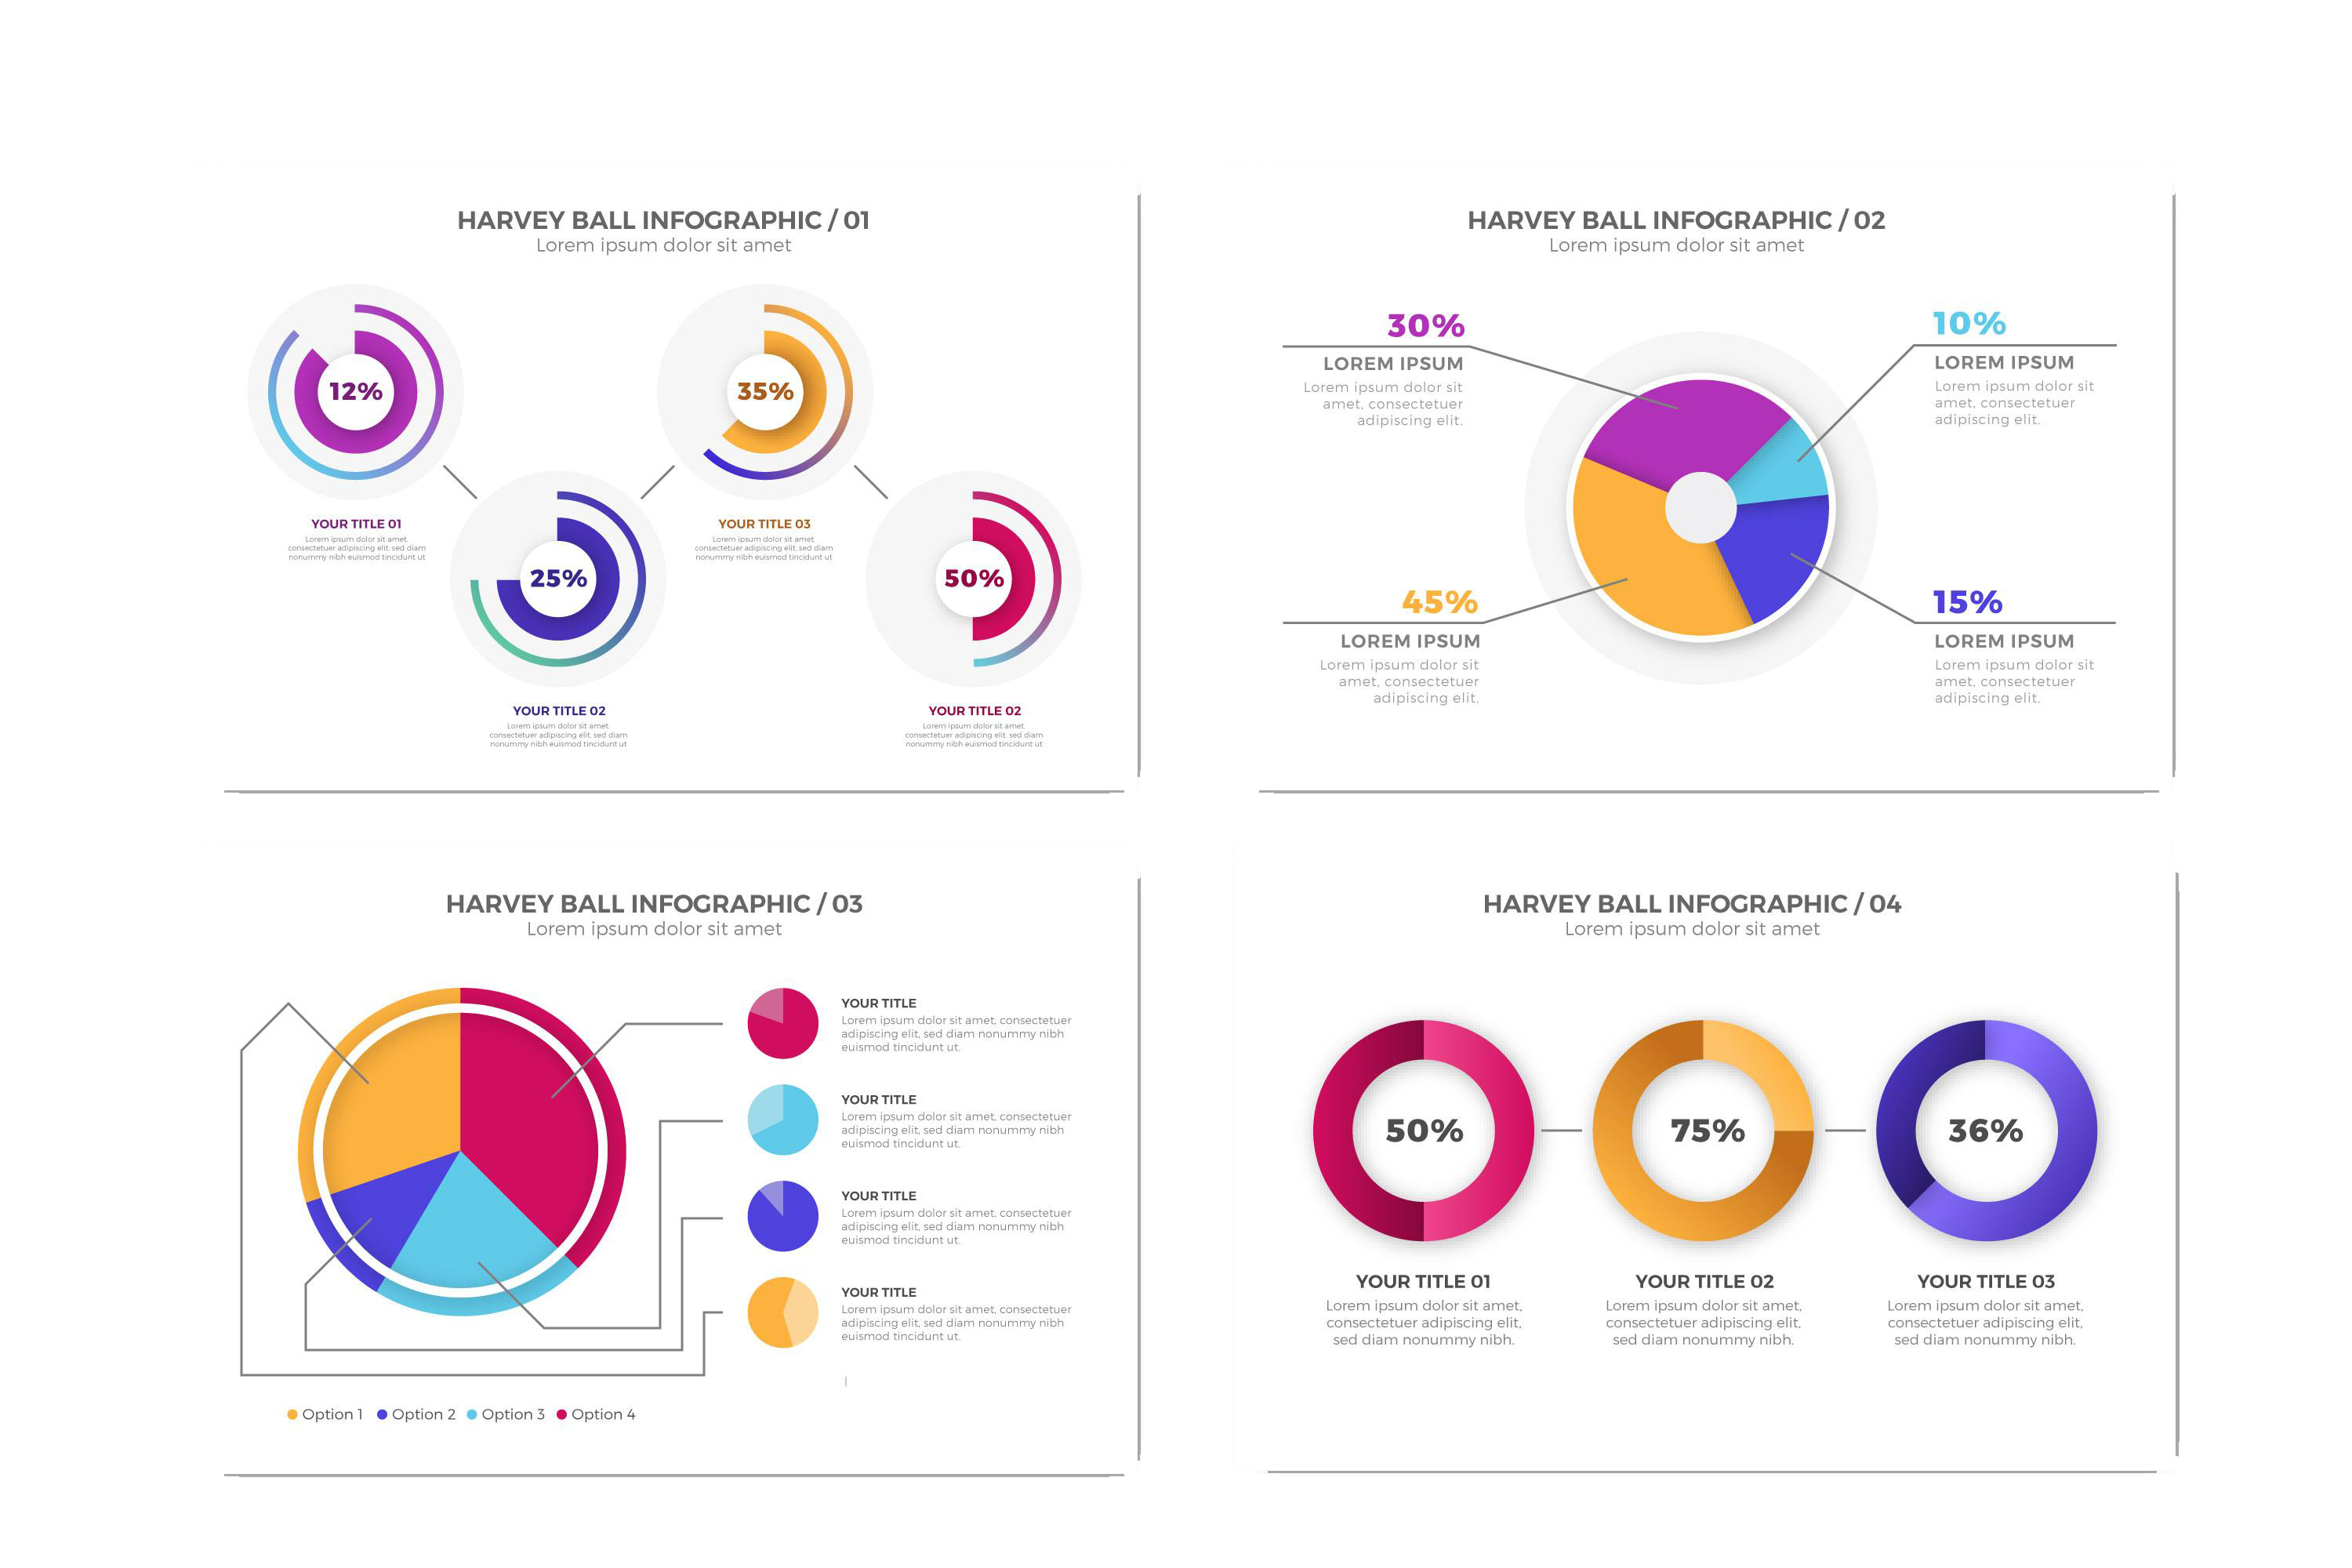 HARVEY BALL INFOGRAPHIC / 01
Lorem ipsum dolor sit amet
12%
YOUR TITLE 01
Lorem ipsum dolor sit amet,
consectetuer adipiscing elit, sed diam
nonummy nibh euismod tincidunt ut
25%
YOUR TITLE 02
Lorem ipsum dolor sit amet,
consectetuer adipiscing elit, sed diam
nonummy nibh euismod tincidunt ut
35%
YOUR TITLE 03
Lorem ipsum dolor sit amet,
consectetuer adipiscing elit, sed diam
nonummy nibh euismod tincidunt ut
50%
YOUR TITLE 02
Lorem ipsum dolor sit amet,
consectetuer adipiscing elit, sed diam
nonummy nibh euismod tincidunt ut
HARVEY BALL INFOGRAPHIC / 02
Lorem ipsum dolor sit amet
30%
LOREM IPSUM
Lorem ipsum dolor sit
amet, consectetuer
adipiscing elit.
10%
LOREM IPSUM
Lorem ipsum dolor sit
amet, consectetuer
adipiscing elit.
45%
LOREM IPSUM
Lorem ipsum dolor sit
amet, consectetuer
adipiscing elit.
15%
LOREM IPSUM
Lorem ipsum dolor sit
amet, consectetuer
adipiscing elit.
HARVEY BALL INFOGRAPHIC / 03
Lorem ipsum dolor sit amet
YOUR TITLE
Lorem ipsum dolor sit amet, consectetuer
adipiscing elit, sed diam nonummy nibh
euismod tincidunt ut.
YOUR TITLE
Lorem ipsum dolor sit amet, consectetuer
adipiscing elit, sed diam nonummy nibh
euismod tincidunt ut.
YOUR TITLE
Lorem ipsum dolor sit amet, consectetuer
adipiscing elit, sed diam nonummy nibh
euismod tincidunt ut.
YOUR TITLE
Lorem ipsum dolor sit amet, consectetuer
adipiscing elit, sed diam nonummy nibh
euismod tincidunt ut.
Option 1 Option 2 Option 3 Option 4
HARVEY BALL INFOGRAPHIC / 04
Lorem ipsum dolor sit amet
50%
YOUR TITLE 01
Lorem ipsum dolor sit amet,
consectetuer adipiscing elit,
sed diam nonummy nibh.
75%
YOUR TITLE 02
Lorem ipsum dolor sit amet,
consectetuer adipiscing elit,
sed diam nonummy nibh.
36%
YOUR TITLE 03
Lorem ipsum dolor sit amet,
consectetuer adipiscing elit,
sed diam nonummy nibh.